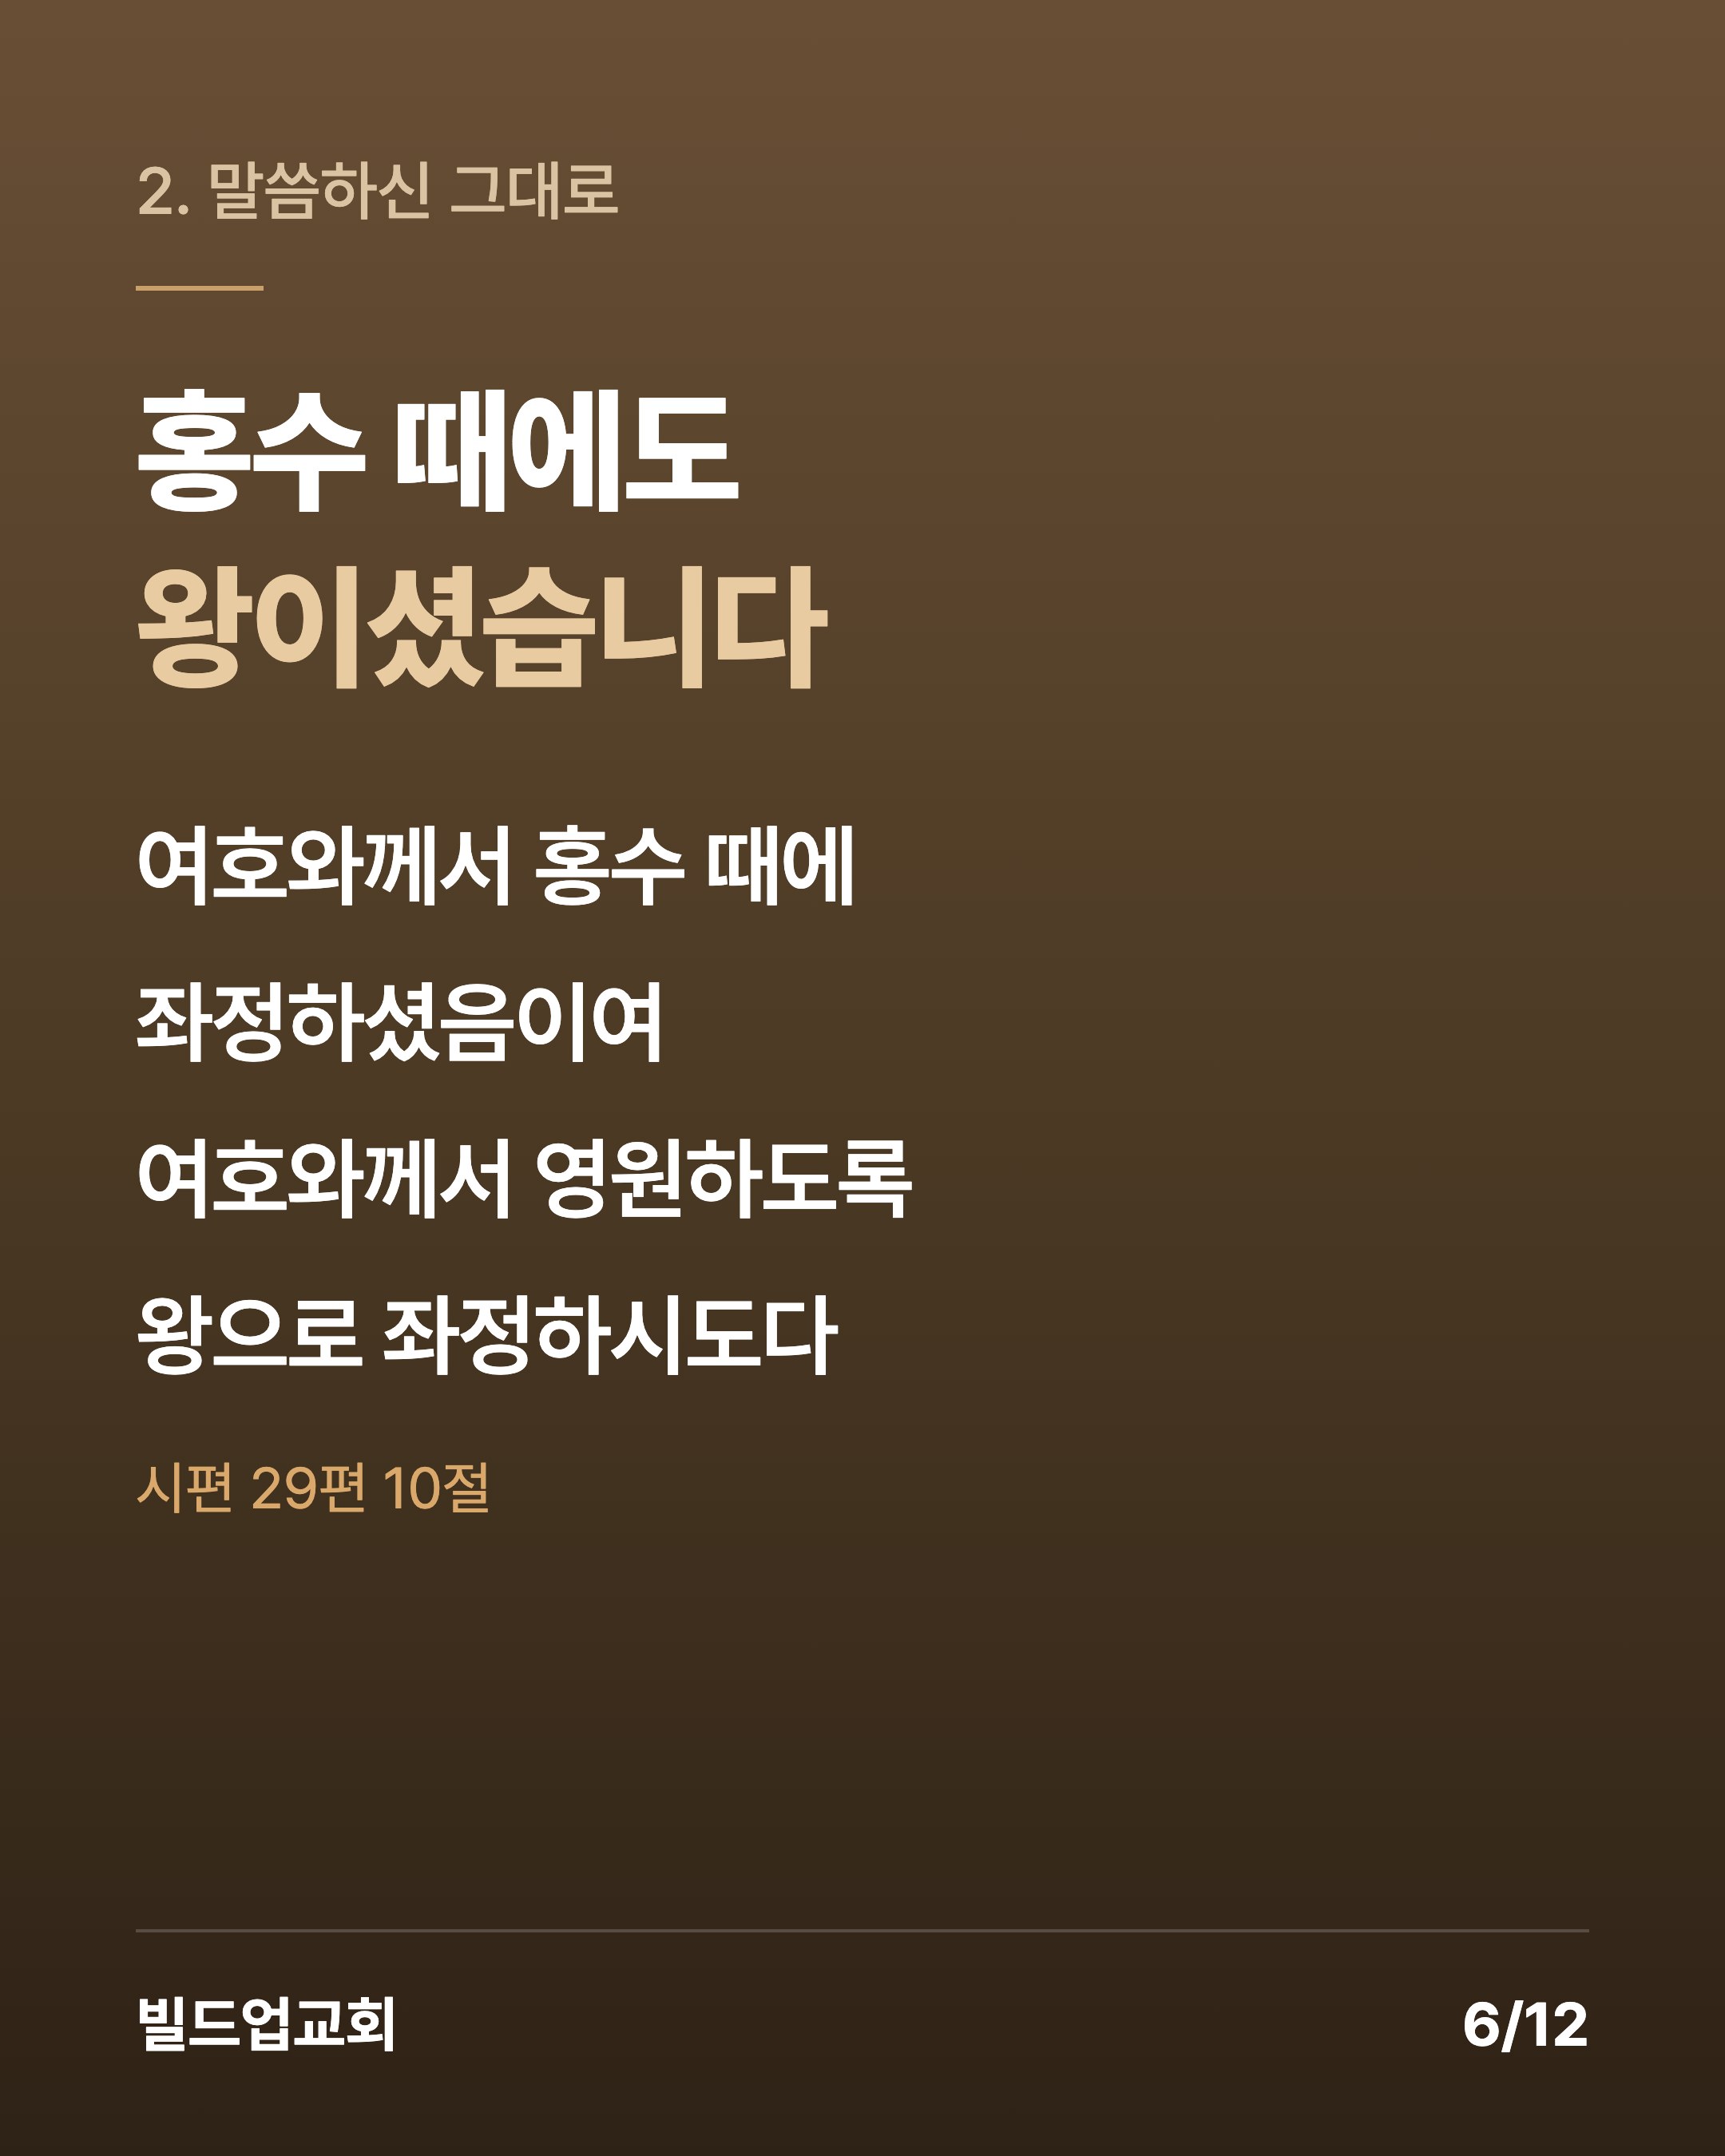 2. 말씀하신 그대로
홍수 때에도
왕이셨습니다
여호와께서 홍수 때에
좌정하셨음이여
여호와께서 영원하도록
왕으로 좌정하시도다
시편 29편 10절
빌드업교회
6/12